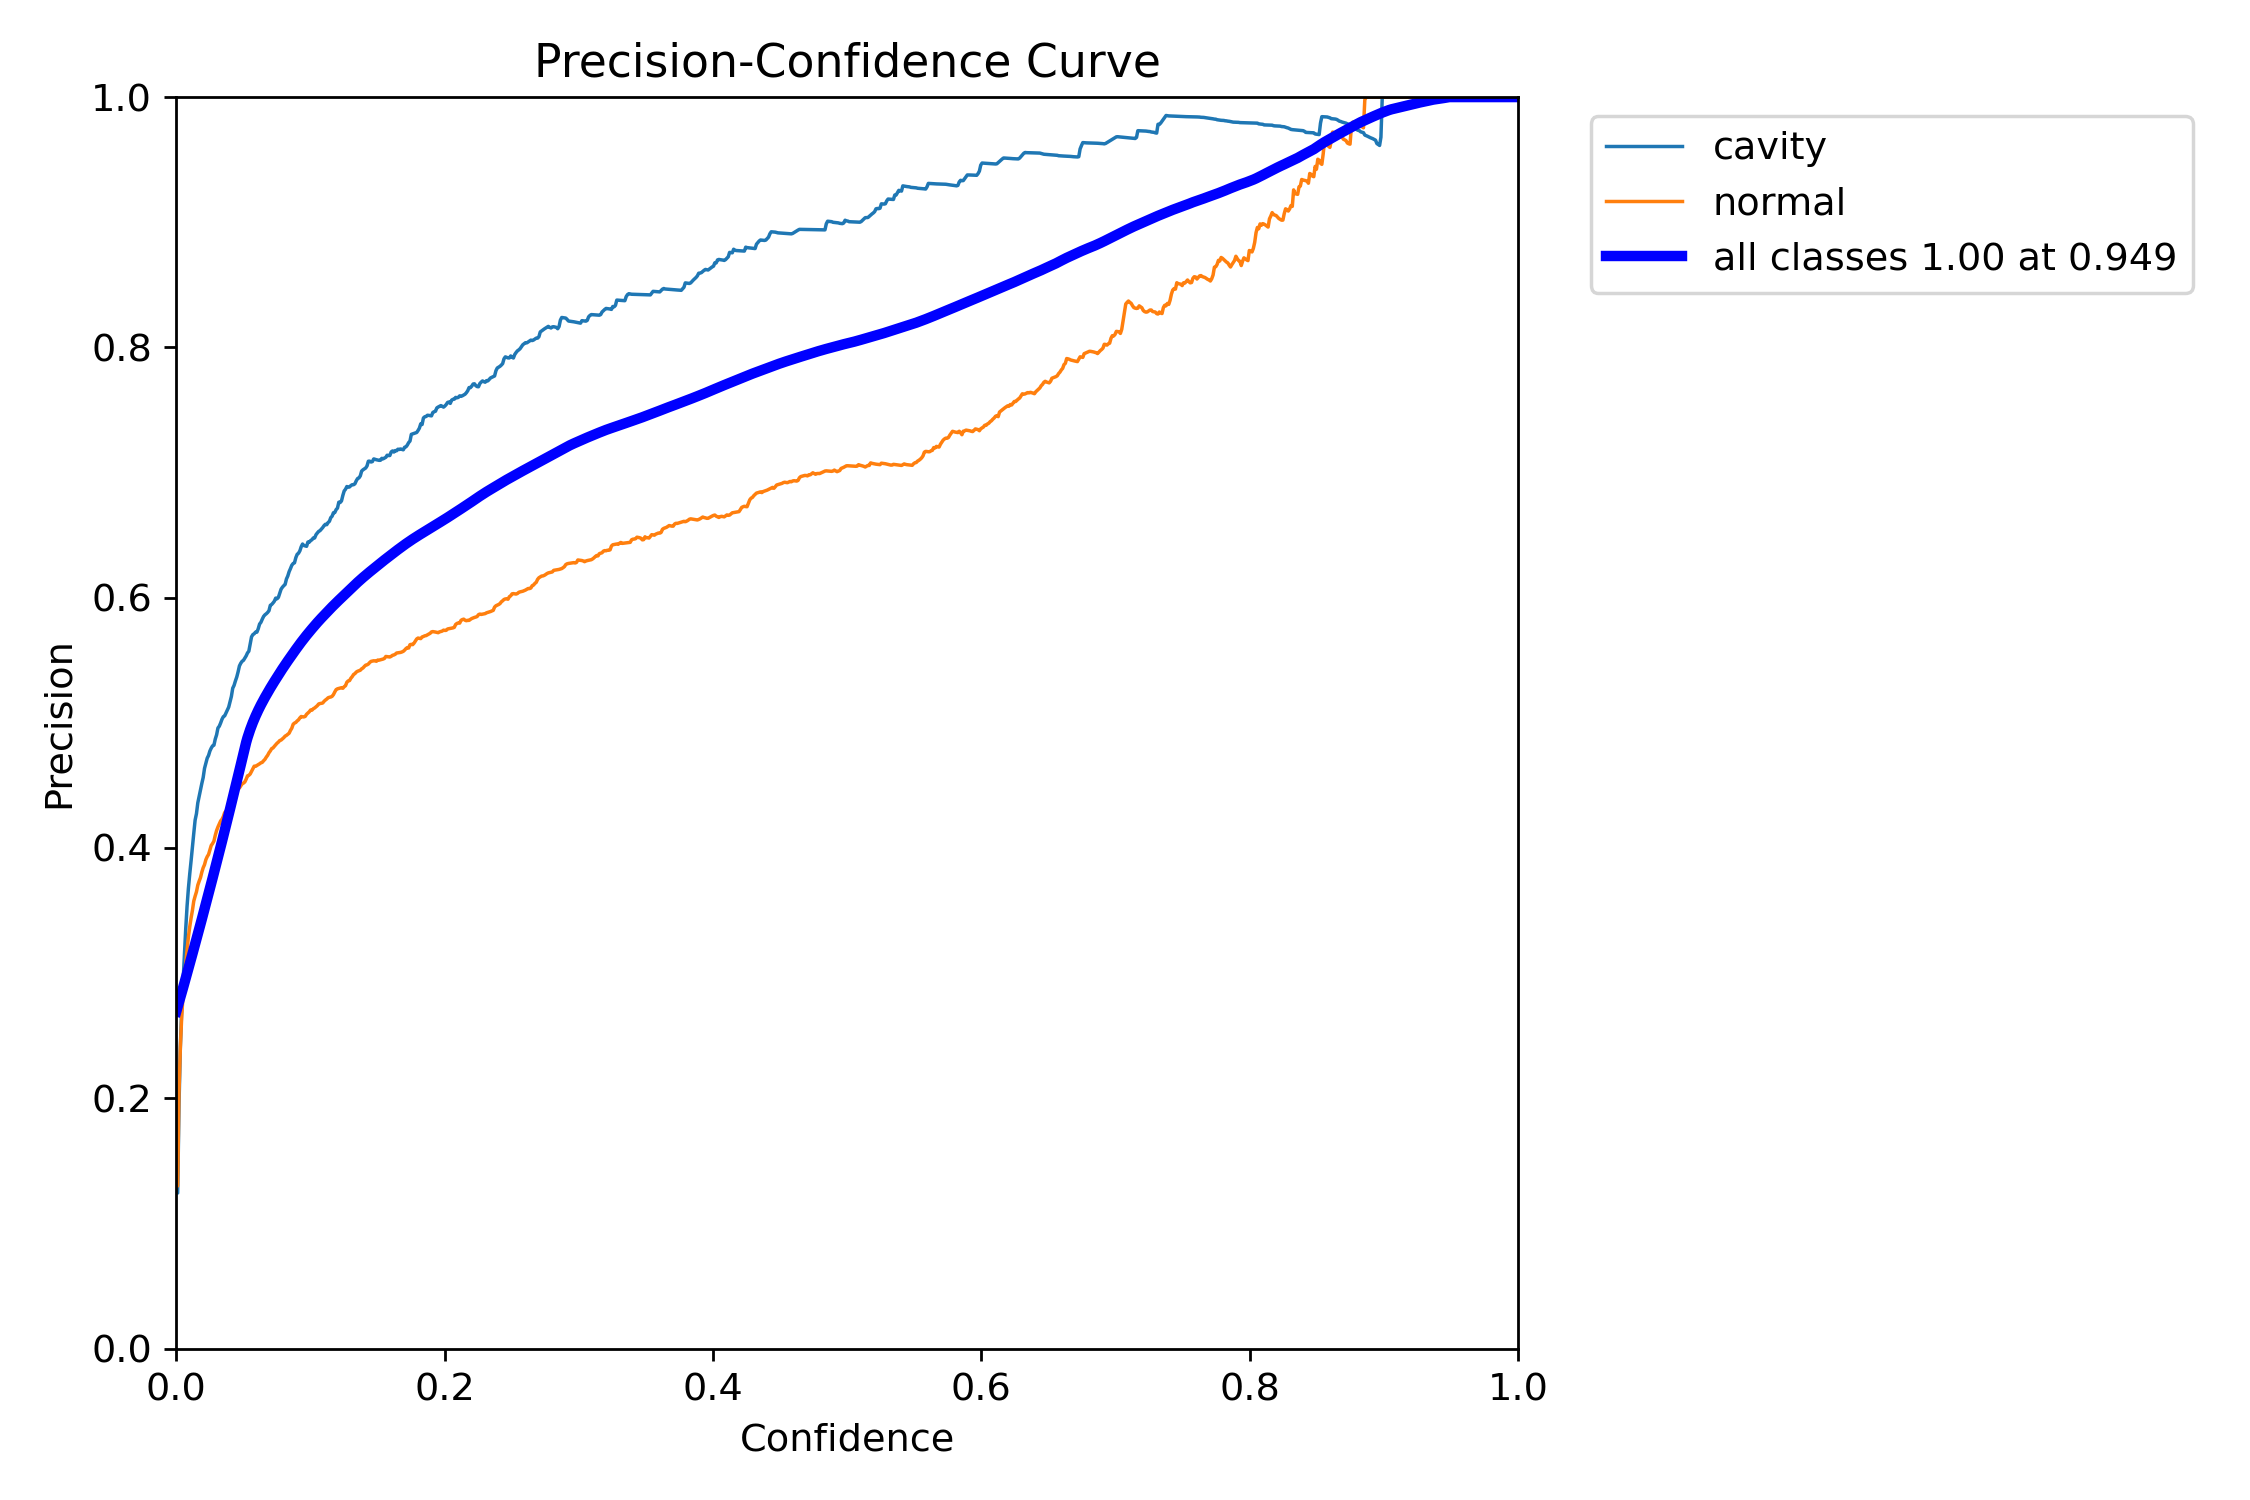 Precision-Confidence Curve
1.0
0.8
0.6
0.4
0.2
0.0
Precision
0.0 0.2 0.4 0.6 0.8 1.0
Confidence
cavity
normal
all classes 1.00 at 0.949